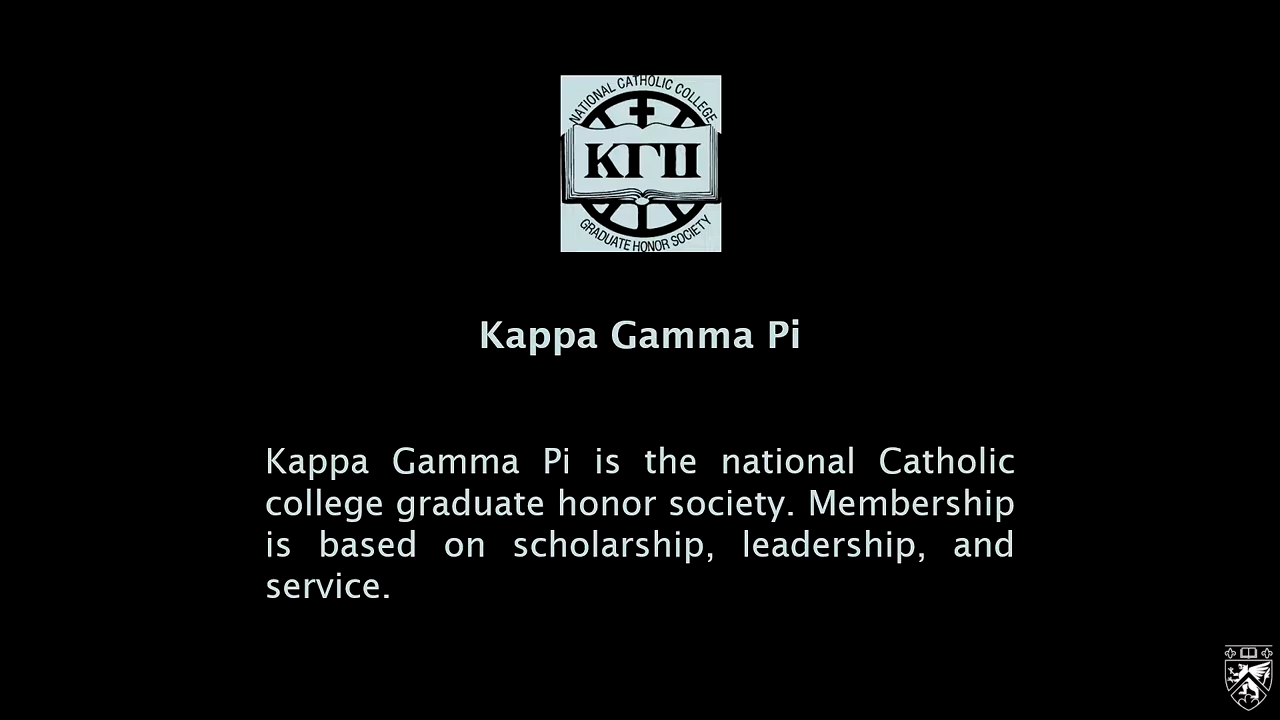 NATIONAL CATHOLIC COLLEGE
ΚΓΠ
GRADUATE HONOR SOCIETY
Kappa Gamma Pi
Kappa Gamma Pi is the national Catholic
college graduate honor society. Membership
is based on scholarship, leadership, and
service.